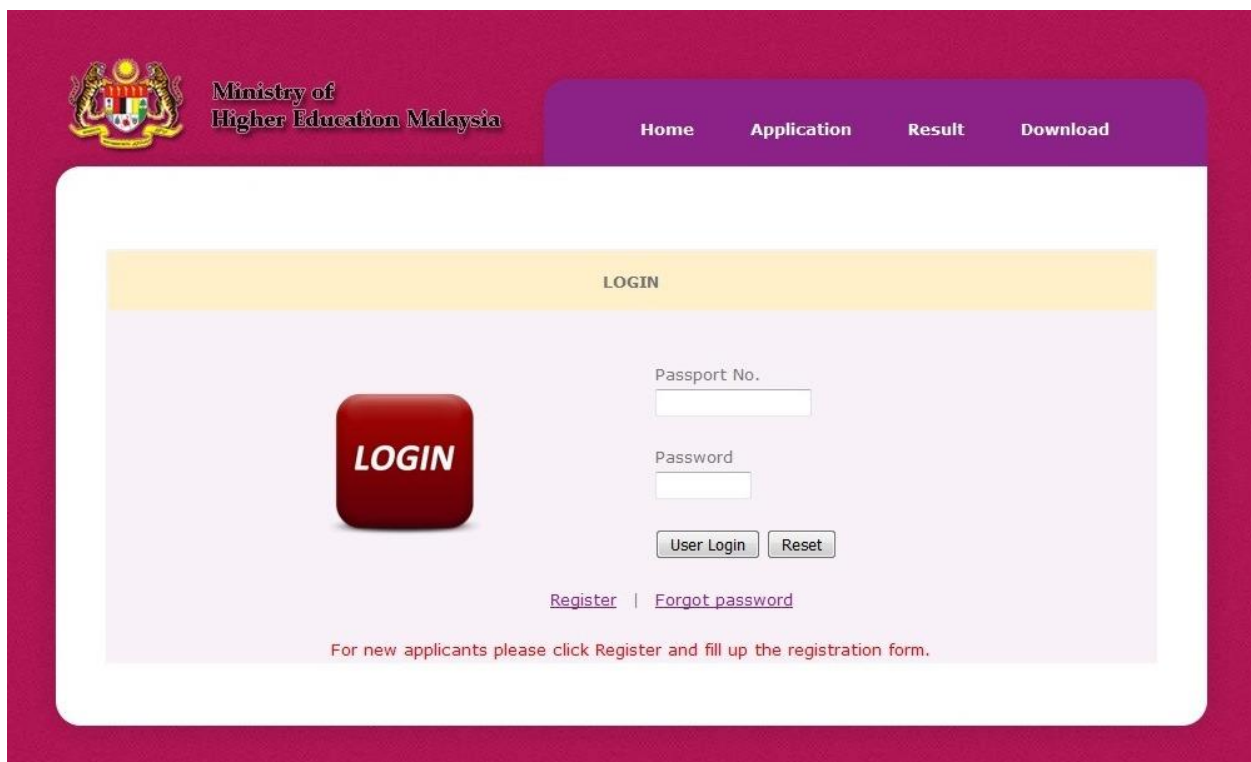 Ministry of
Higher Education Malaysia
Home Application Result Download
LOGIN
Passport No.
LOGIN
Password
User Login Reset
Register | Forgot password
For new applicants please click Register and fill up the registration form.